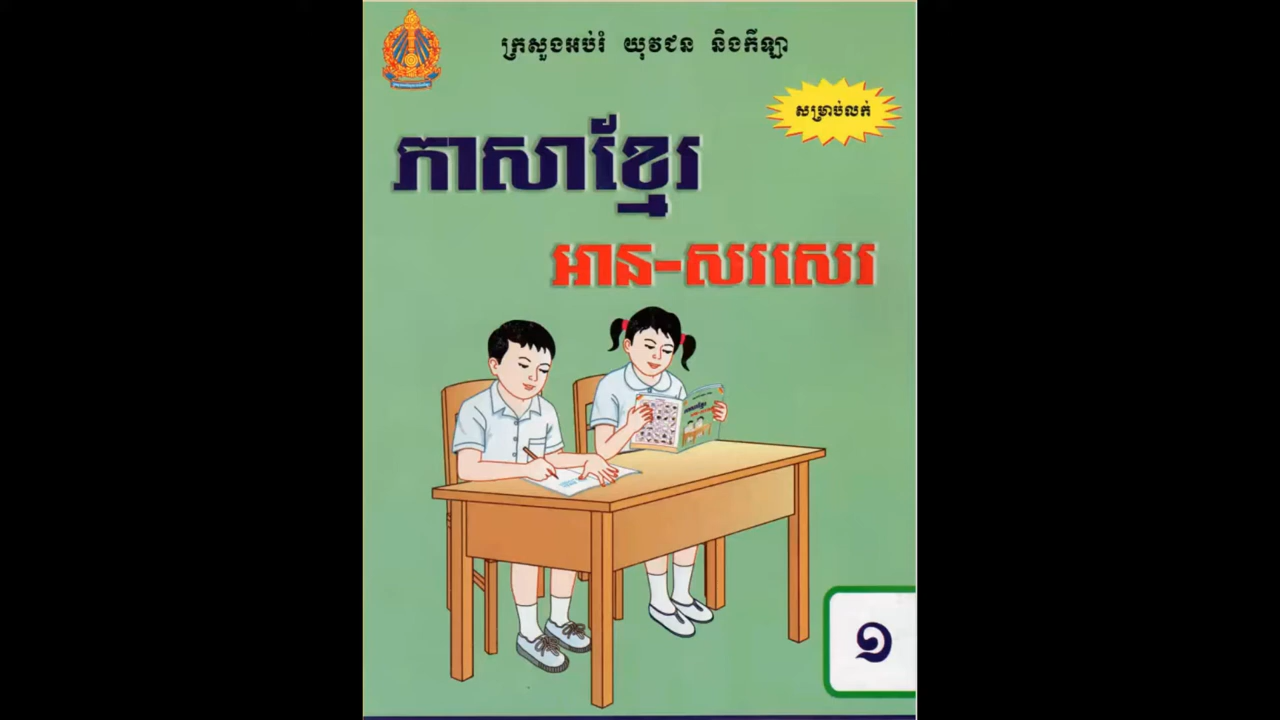 ក្រសួងអប់រំ យុវជន និងកីឡា
សម្រាប់លក់
ភាសាខ្មែរ
អាន-សរសេរ
១